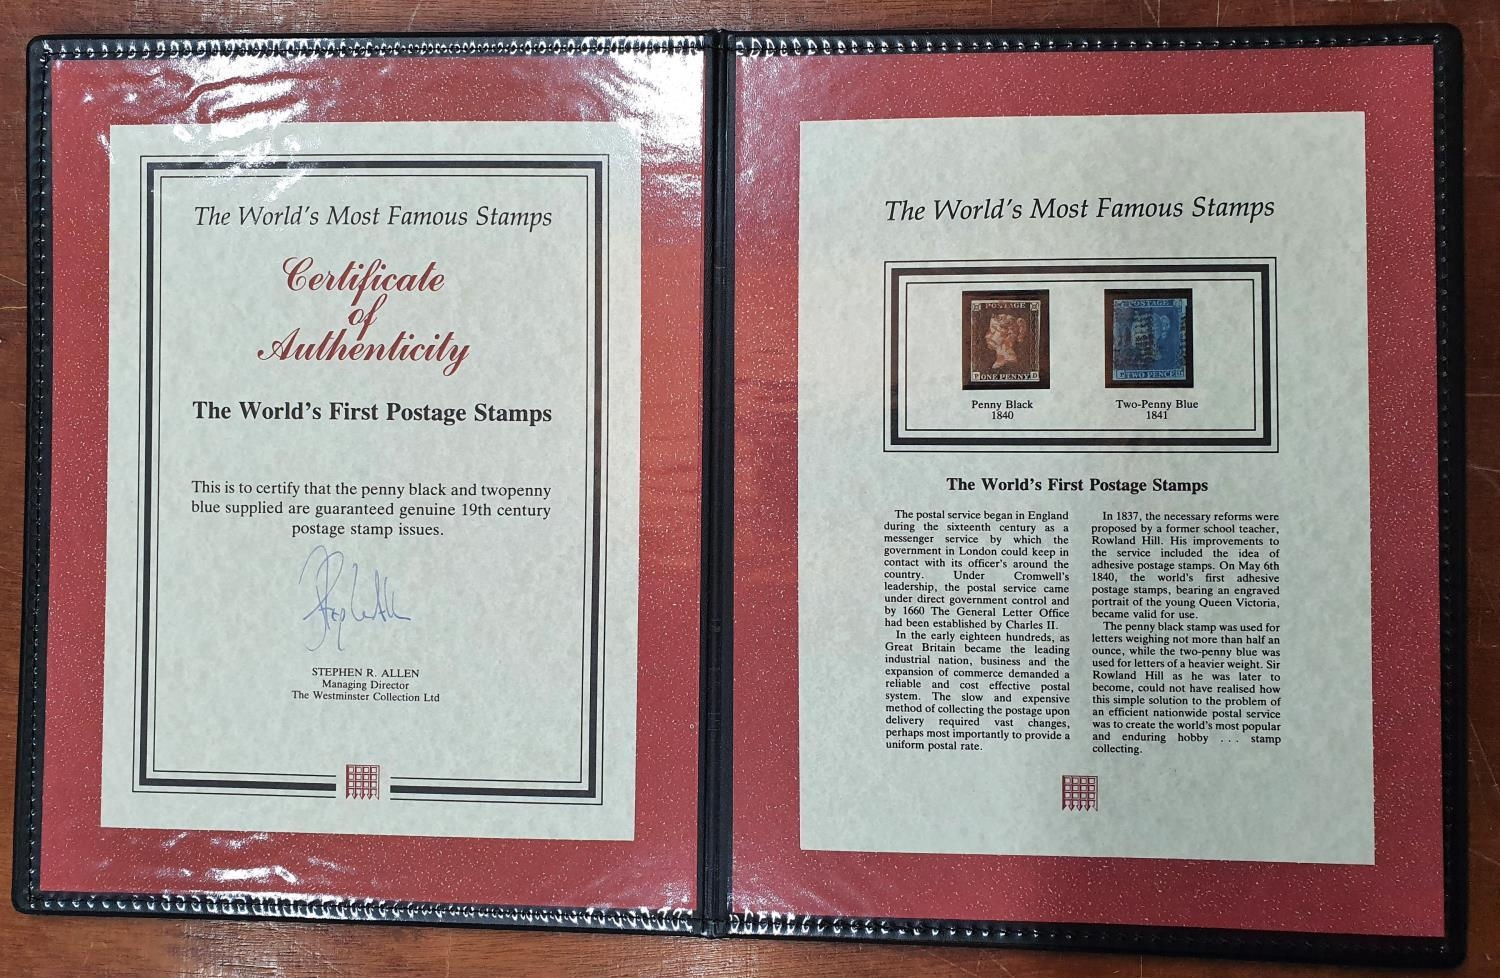 The World's Most Famous Stamps
Certificate
of
Authenticity
The World's First Postage Stamps
This is to certify that the penny black and twopenny
blue supplied are guaranteed genuine 19th century
postage stamp issues.
STEPHEN R. ALLEN
Managing Director
The Westminster Collection Ltd
The World's Most Famous Stamps
POSTAGE
P ONE PENNY D
POSTAGE
TWO PENCE
Penny Black
1840
Two-Penny Blue
1841
The World's First Postage Stamps
The postal service began in England
during the sixteenth century as a
messenger service by which the
government in London could keep in
contact with its officer's around the
country. Under Cromwell's
leadership, the postal service came
under direct government control and
by 1660 The General Letter Office
had been established by Charles II.
In the early eighteen hundreds, as
Great Britain became the leading
industrial nation, business and the
expansion of commerce demanded a
reliable and cost effective postal
system. The slow and expensive
method of collecting the postage upon
delivery required vast changes,
perhaps most importantly to provide a
uniform postal rate.
In 1837, the necessary reforms were
proposed by a former school teacher,
Rowland Hill. His improvements to
the service included the idea of
adhesive postage stamps. On May 6th
1840, the world's first adhesive
postage stamps, bearing an engraved
portrait of the young Queen Victoria,
became valid for use.
The penny black stamp was used for
letters weighing not more than half an
ounce, while the two-penny blue was
used for letters of a heavier weight. Sir
Rowland Hill as he was later to
become, could not have realised how
this simple solution to the problem of
an efficient nationwide postal service
was to create the world's most popular
and enduring hobby . . . stamp
collecting.